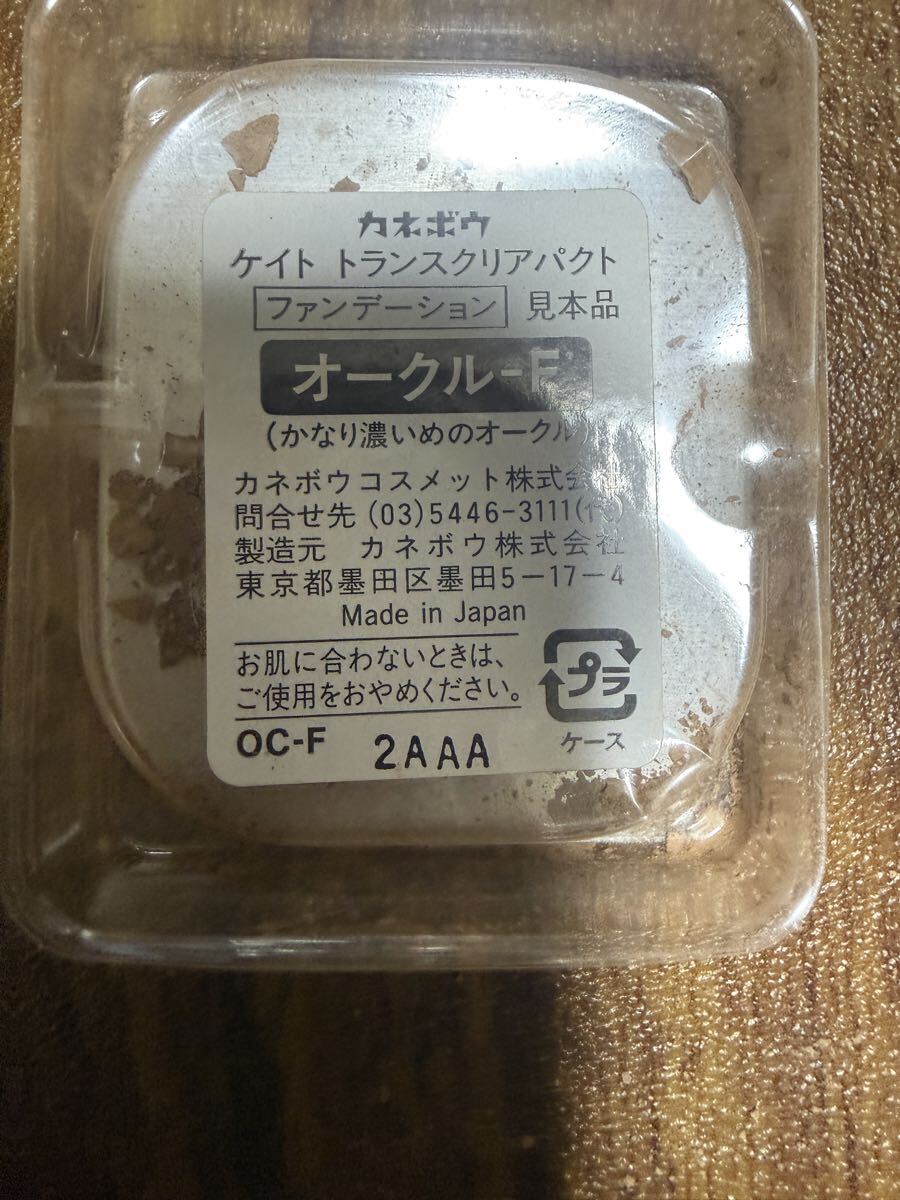 カネボウ
ケイト トランスクリアパクト
ファンデーション 見本品
オークル-F
(かなり濃いめのオークル)
カネボウコスメット株式会
問合せ先 (03)5446-3111
製造元 カネボウ株式会社
東京都墨田区墨田5-17-4
Made in Japan
お肌に合わないときは、
ご使用をおやめください。
プラ
ケース
OC-F 2AAA